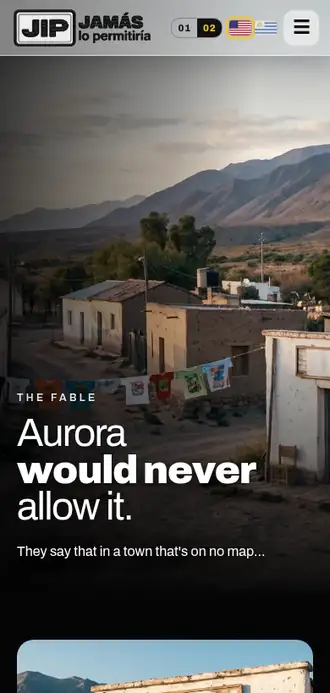 JIP JAMÁS
lo permitiría
01 02
THE FABLE
Aurora
would never
allow it.
They say that in a town that's on no map...